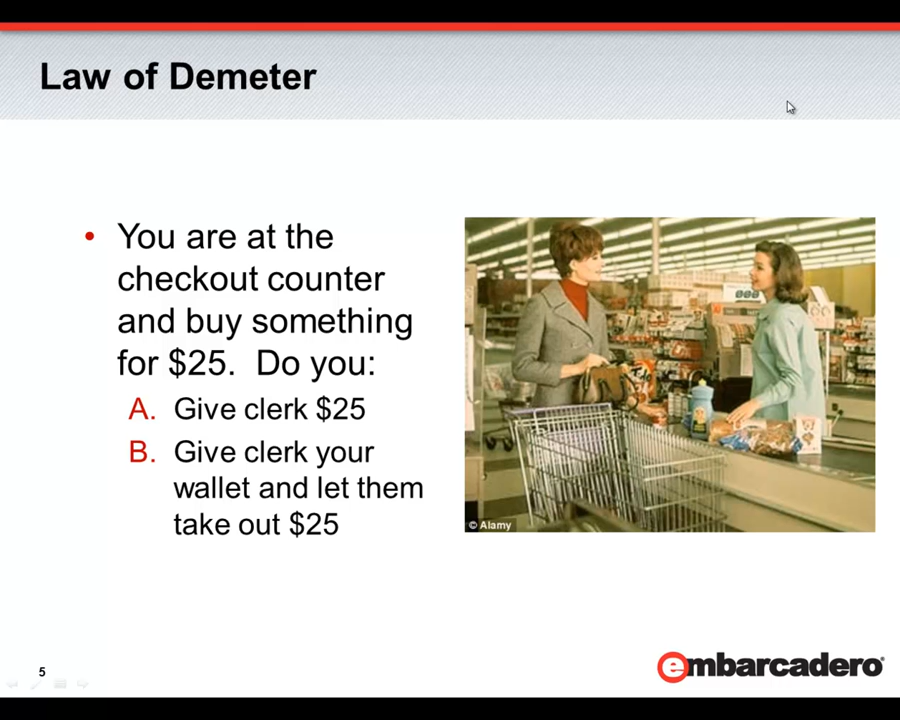 Law of Demeter
• You are at the
checkout counter
and buy something
for $25.  Do you:
A. Give clerk $25
B. Give clerk your
wallet and let them
take out $25
© Alamy
5
embarcadero